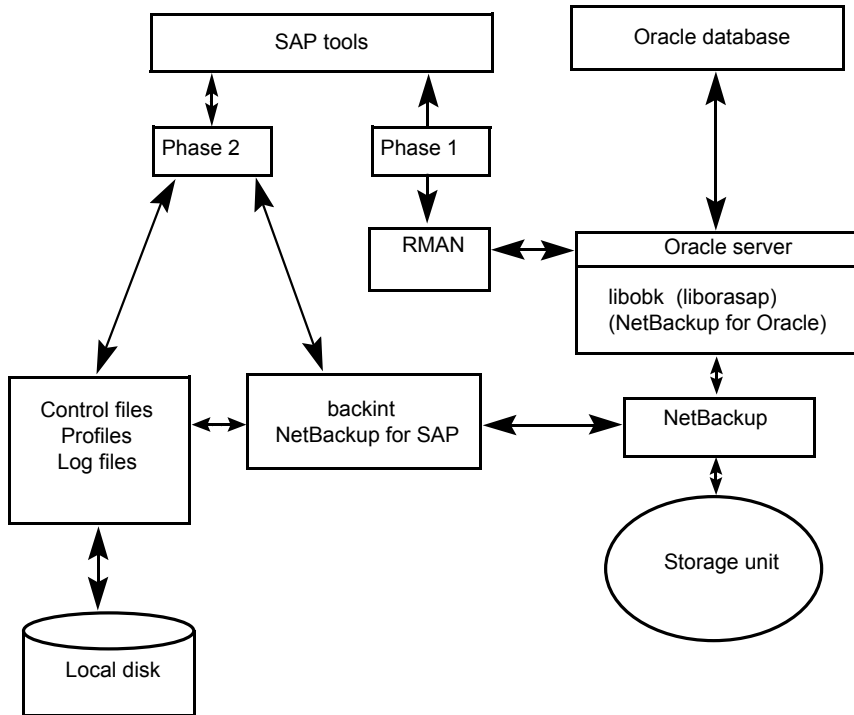 SAP tools
Oracle database
Phase 2
Phase 1
RMAN
Oracle server
libobk (liborasap)
(NetBackup for Oracle)
Control files
Profiles
Log files
backint
NetBackup for SAP
NetBackup
Storage unit
Local disk